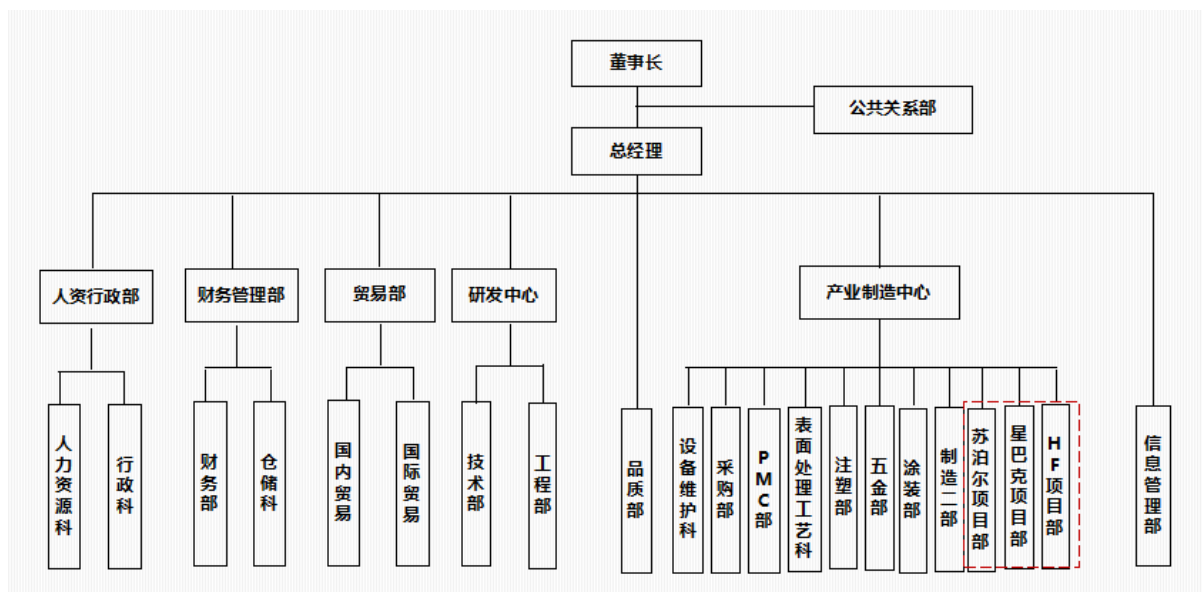 董事长
公共关系部
总经理
人资行政部
财务管理部
贸易部
研发中心
产业制造中心
人力资源科
行政科
财务部
仓储科
国内贸易
国际贸易
技术部
工程部
品质部
设备维护科
采购部
PMC部
表面处理工艺科
注塑部
五金部
涂装部
制造二部
苏泊尔项目部
星巴克项目部
HF项目部
信息管理部